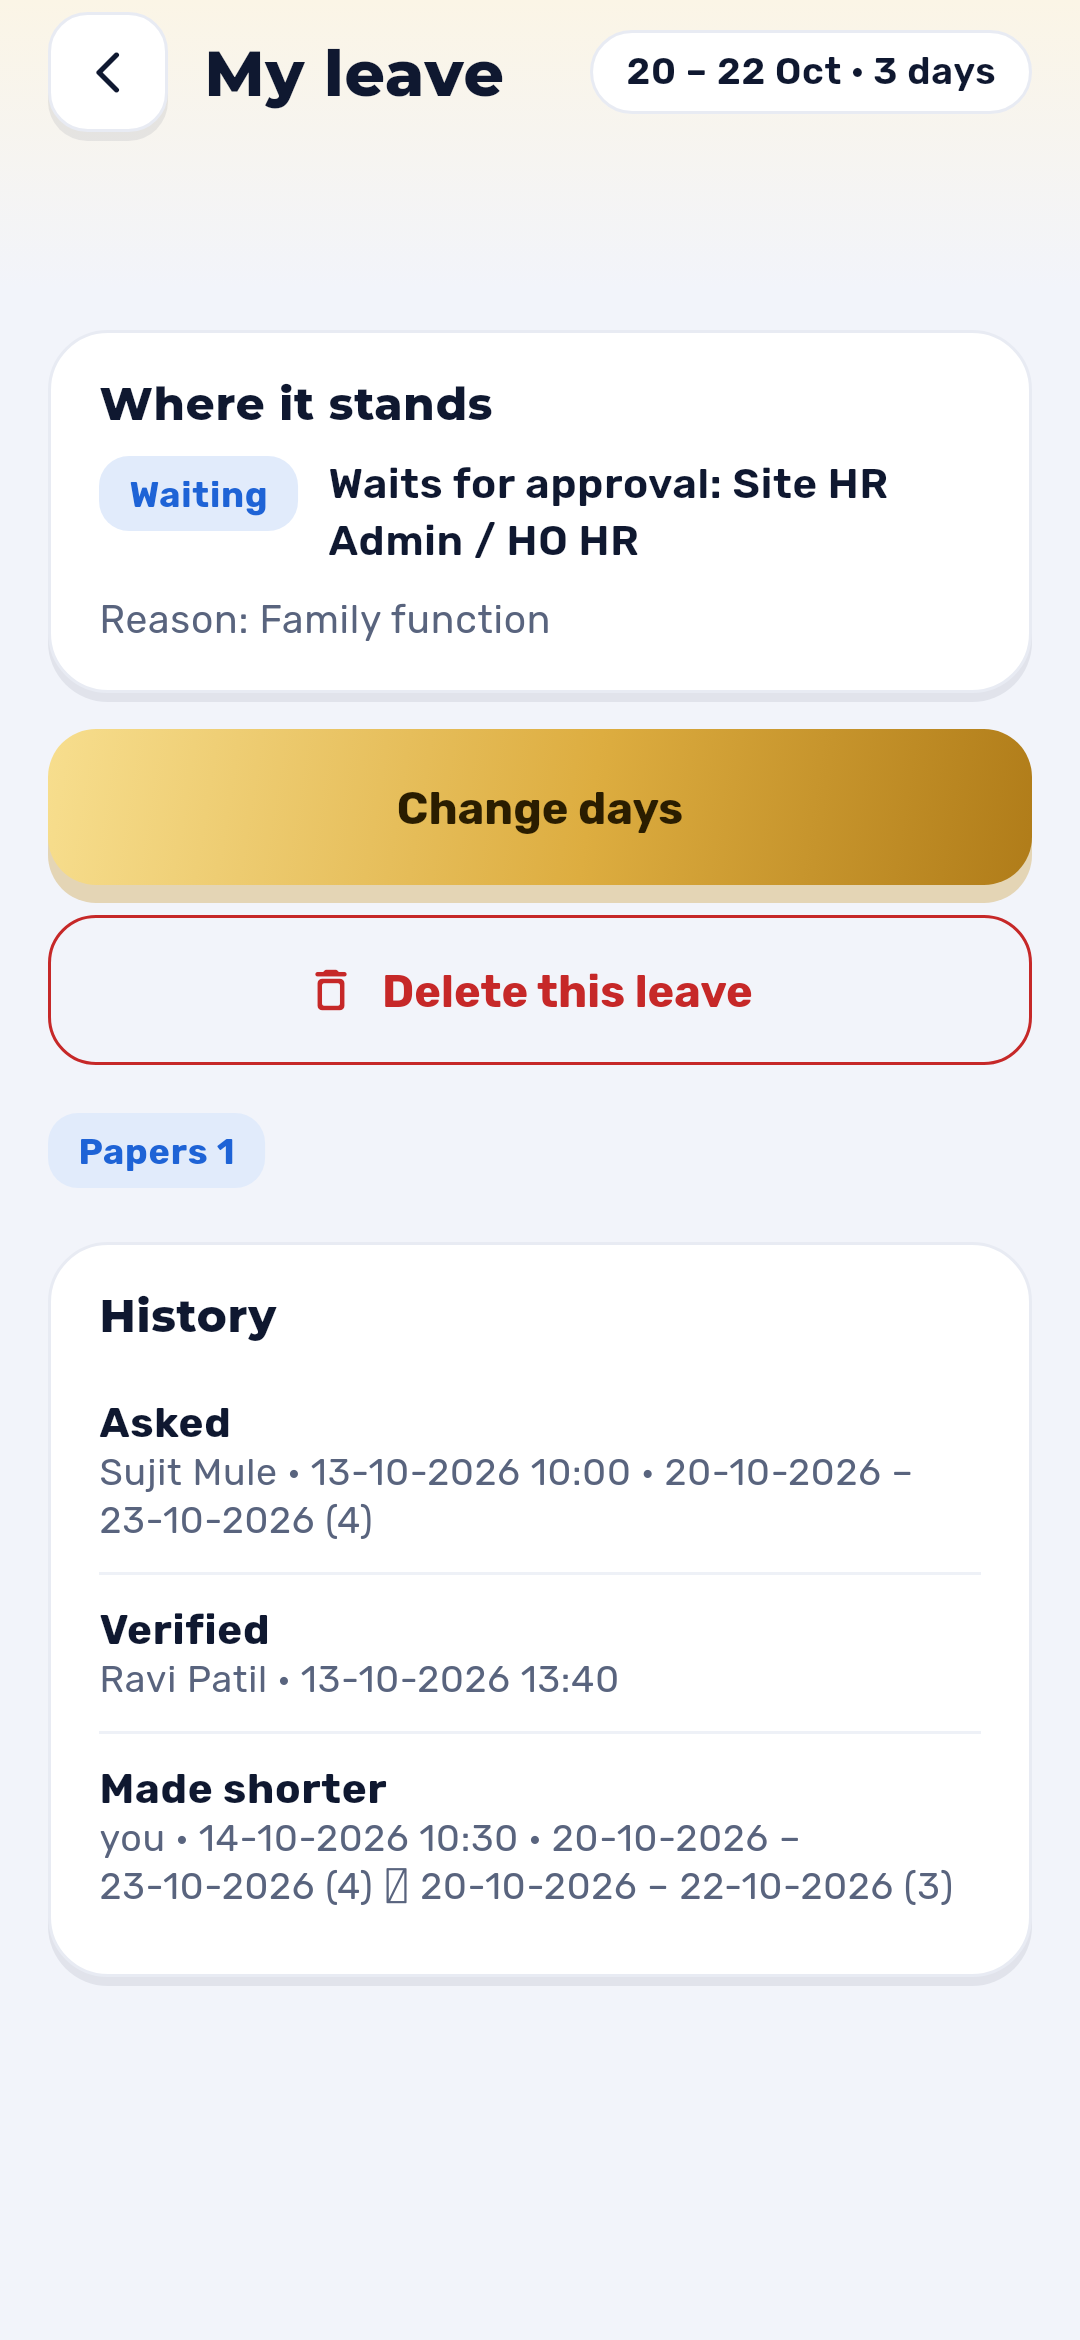 My leave
20 – 22 Oct • 3 days
Where it stands
Waiting
Waits for approval: Site HR
Admin / HO HR
Reason: Family function
Change days
Delete this leave
Papers 1
History
Asked
Sujit Mule • 13-10-2026 10:00 • 20-10-2026 –
23-10-2026 (4)
Verified
Ravi Patil • 13-10-2026 13:40
Made shorter
you • 14-10-2026 10:30 • 20-10-2026 –
23-10-2026 (4) 20-10-2026 – 22-10-2026 (3)